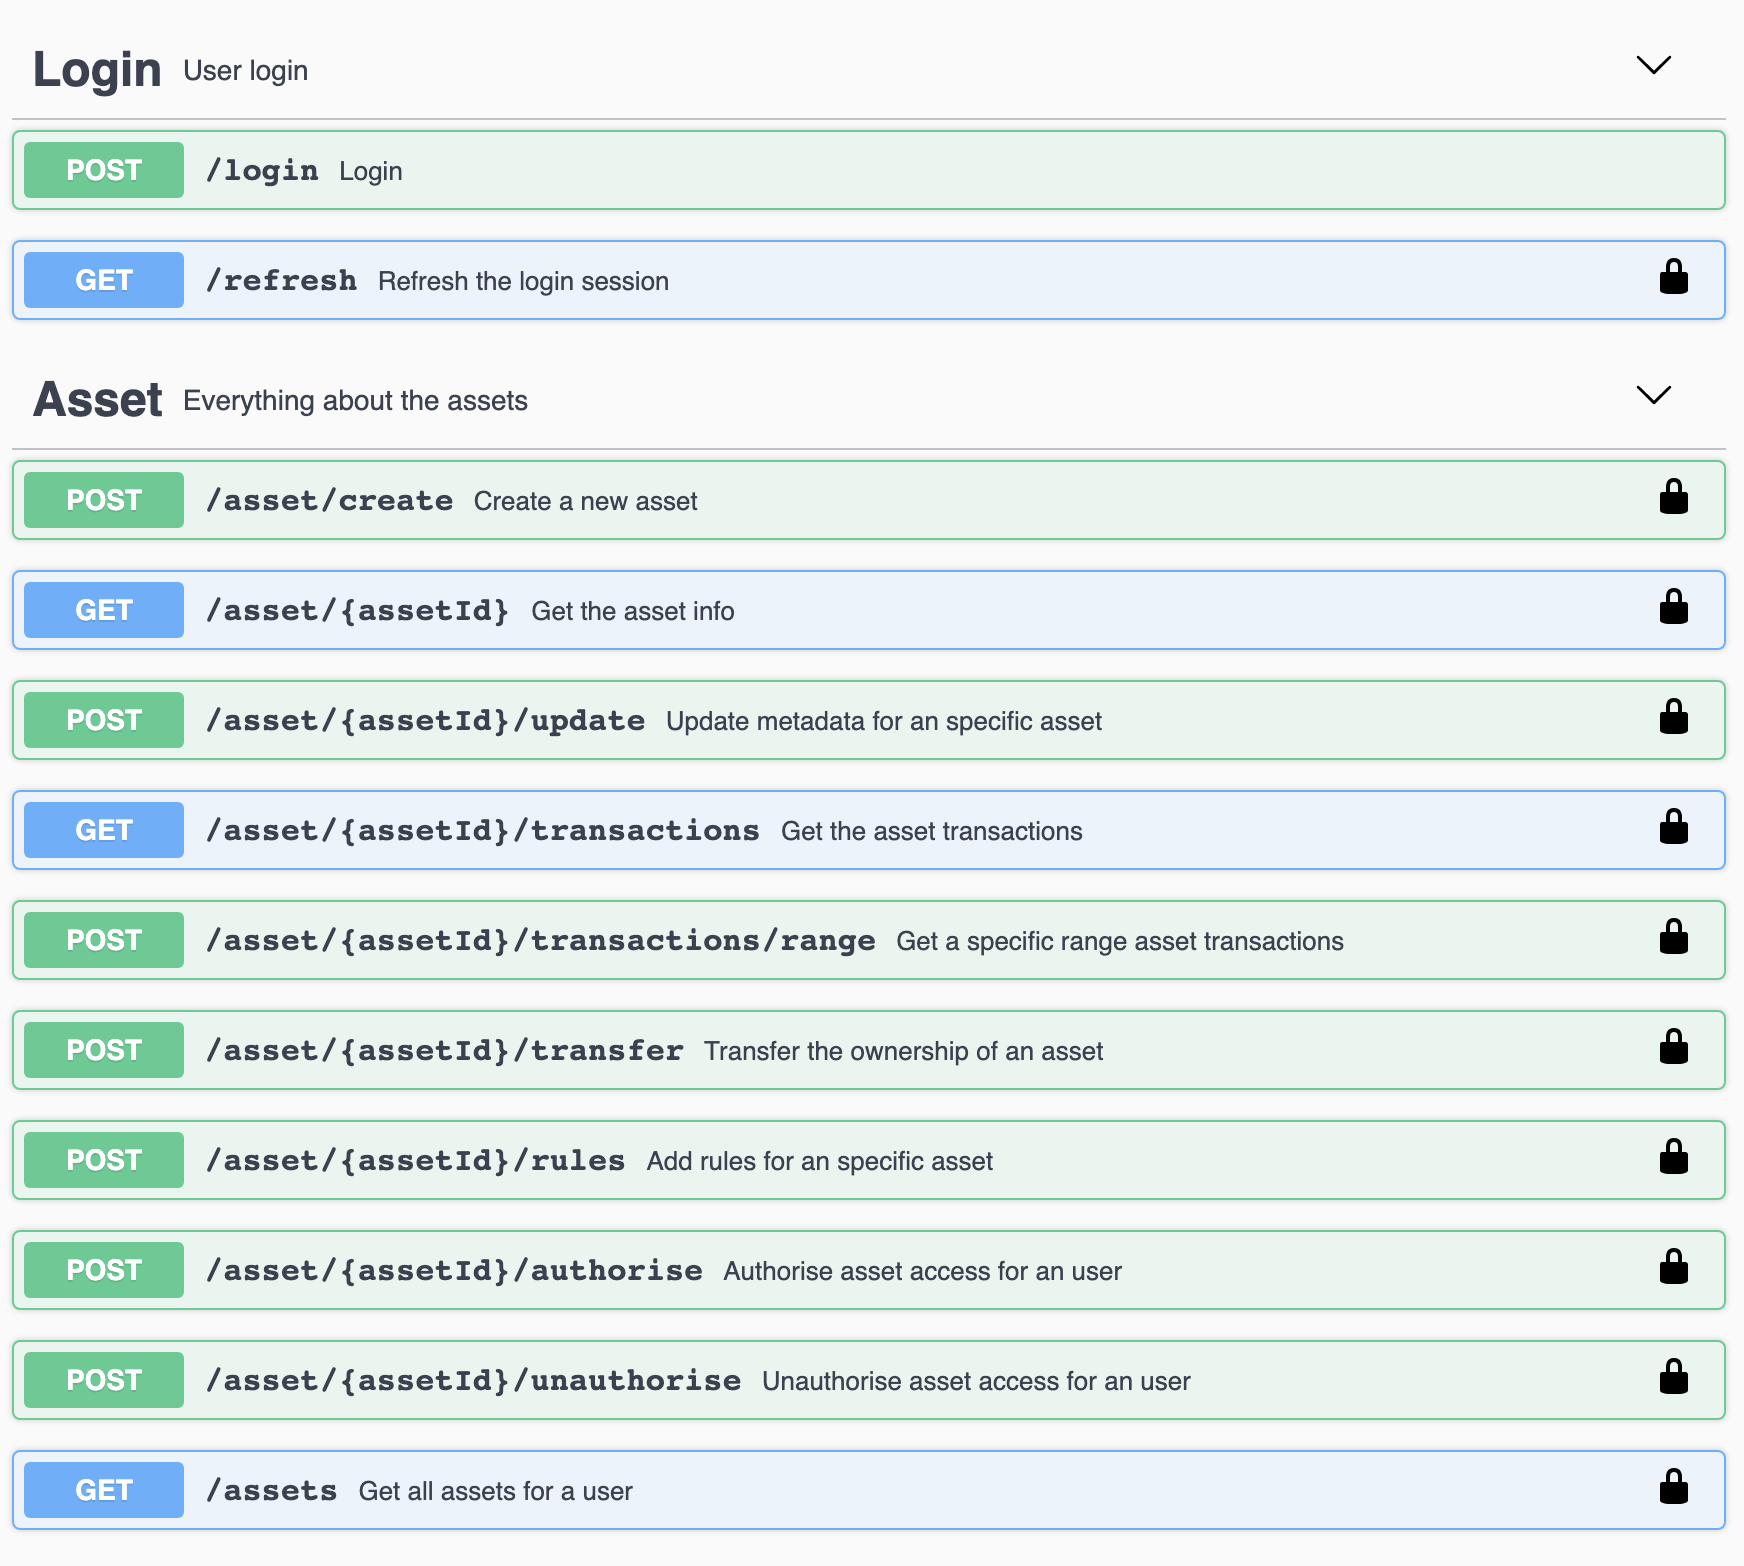 Login User login
POST /login Login
GET /refresh Refresh the login session
Asset Everything about the assets
POST /asset/create Create a new asset
GET /asset/{assetId} Get the asset info
POST /asset/{assetId}/update Update metadata for an specific asset
GET /asset/{assetId}/transactions Get the asset transactions
POST /asset/{assetId}/transactions/range Get a specific range asset transactions
POST /asset/{assetId}/transfer Transfer the ownership of an asset
POST /asset/{assetId}/rules Add rules for an specific asset
POST /asset/{assetId}/authorise Authorise asset access for an user
POST /asset/{assetId}/unauthorise Unauthorise asset access for an user
GET /assets Get all assets for a user